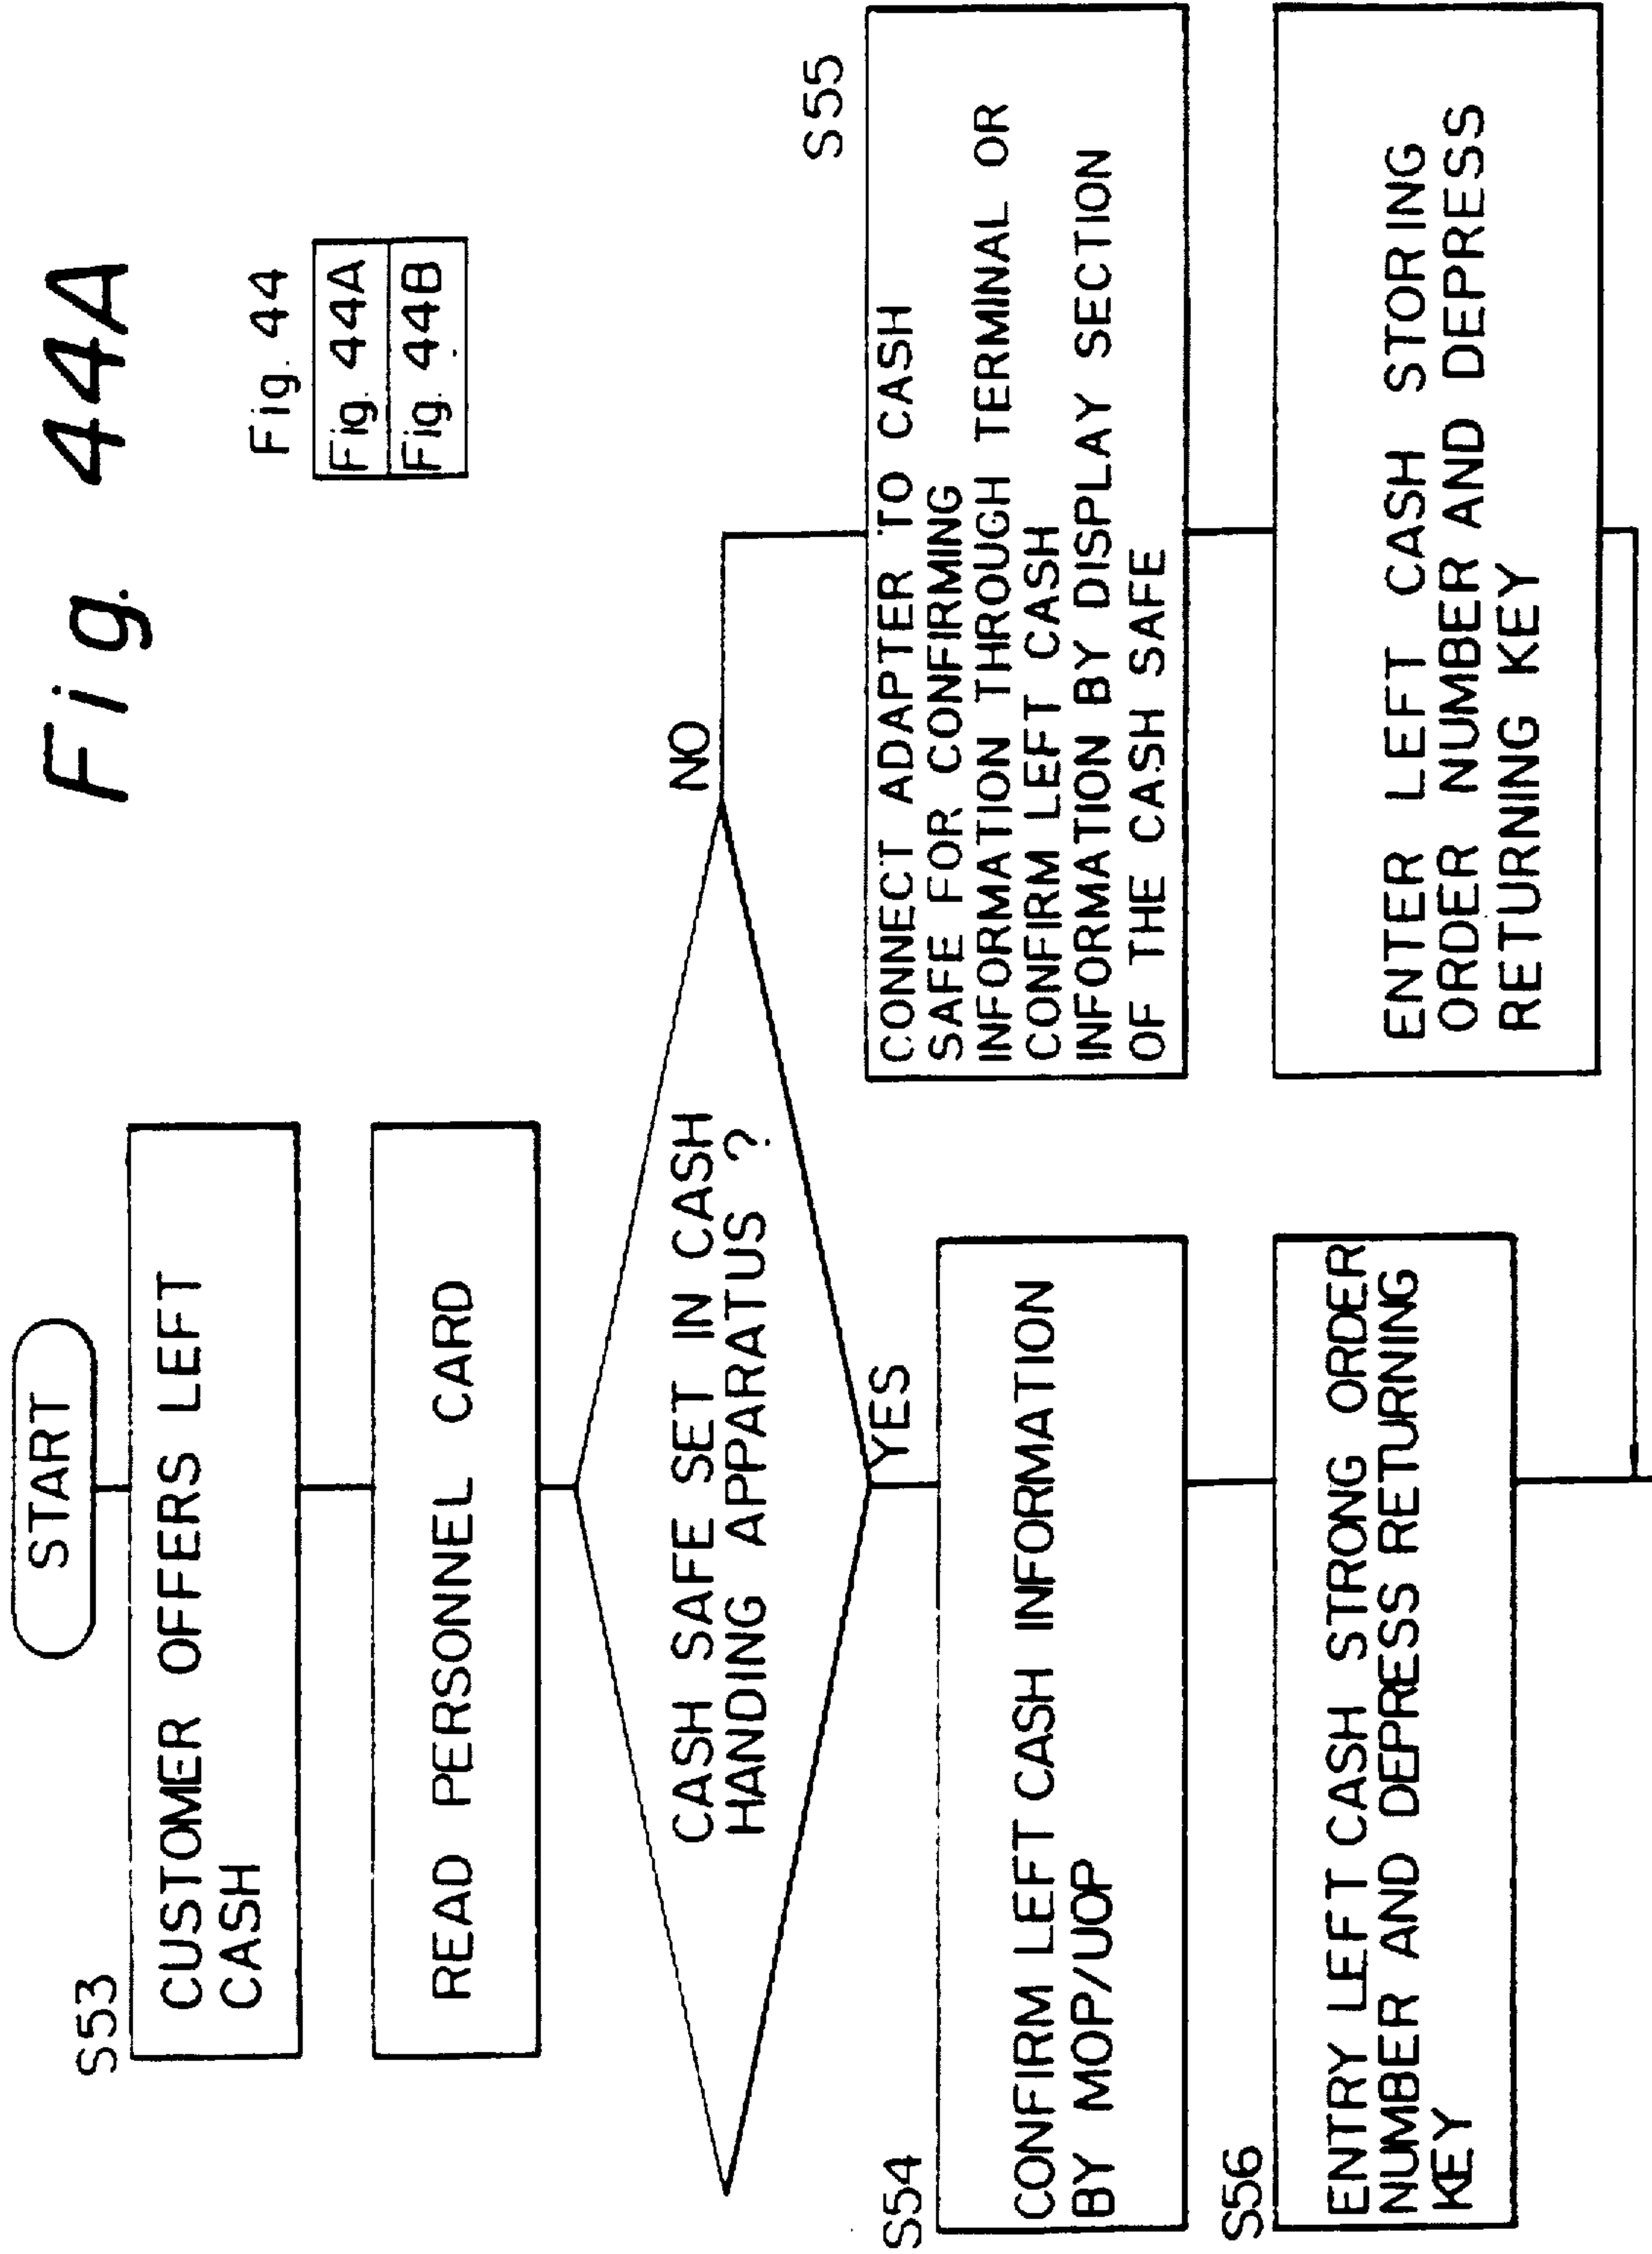 Fig. 44A
Fig. 44
Fig. 44A
Fig. 44B
START
S53
CUSTOMER OFFERS LEFT
CASH
READ PERSONNEL CARD
CASH SAFE SET IN CASH
HANDING APPARATUS ?
NO
YES
S54
CONFIRM LEFT CASH INFORMATION
BY MOP/UOP
S55
CONNECT ADAPTER TO CASH
SAFE FOR CONFIRMING
INFORMATION THROUGH TERMINAL OR
CONFIRM LEFT CASH
INFORMATION BY DISPLAY SECTION
OF THE CASH SAFE
S56
ENTRY LEFT CASH STRONG ORDER
NUMBER AND DEPRESS RETURNING
KEY
ENTER LEFT CASH STORING
ORDER NUMBER AND DEPRESS
RETURNING KEY